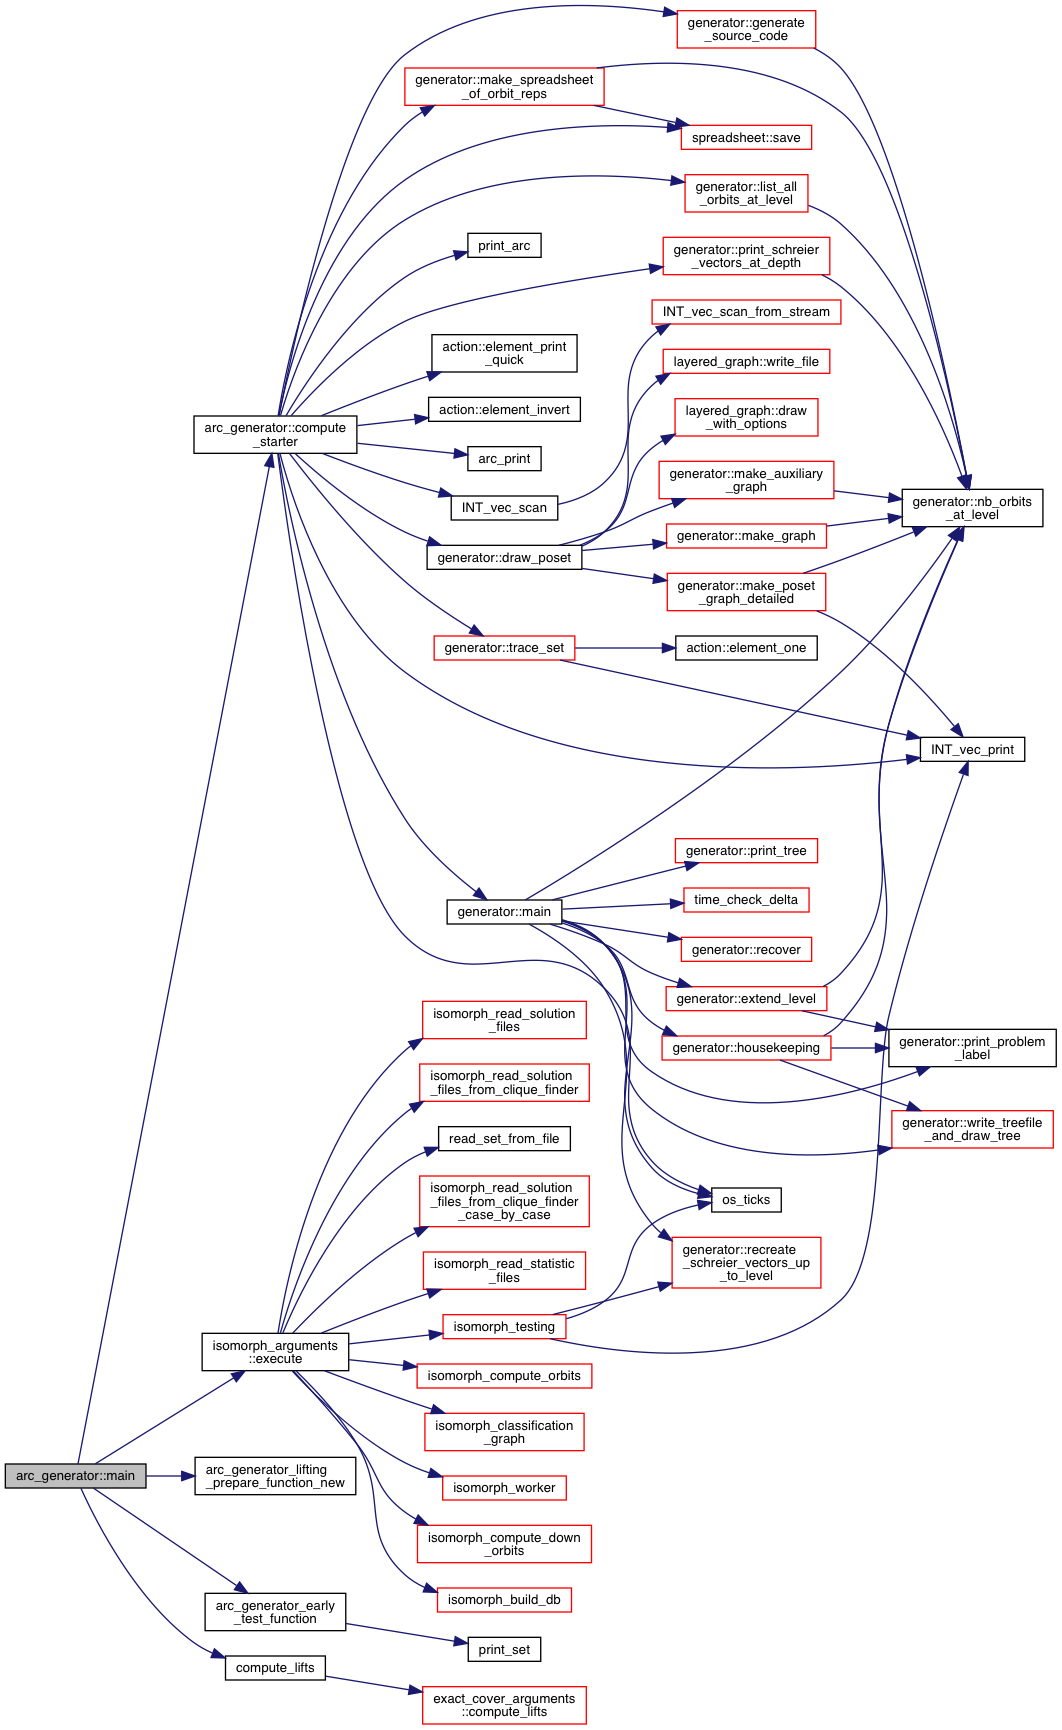 generator::generate
_source_code
generator::make_spreadsheet
_of_orbit_reps
spreadsheet::save
generator::list_all
_orbits_at_level
print_arc
generator::print_schreier
_vectors_at_depth
INT_vec_scan_from_stream
action::element_print
_quick
layered_graph::write_file
action::element_invert
layered_graph::draw
_with_options
arc_generator::compute
_starter
arc_print
generator::make_auxiliary
_graph
INT_vec_scan
generator::nb_orbits
_at_level
generator::make_graph
generator::draw_poset
generator::make_poset
_graph_detailed
generator::trace_set
action::element_one
INT_vec_print
generator::print_tree
time_check_delta
generator::main
generator::recover
generator::extend_level
isomorph_read_solution
_files
generator::housekeeping
generator::print_problem
_label
isomorph_read_solution
_files_from_clique_finder
generator::write_treefile
_and_draw_tree
read_set_from_file
isomorph_read_solution
_files_from_clique_finder
_case_by_case
os_ticks
generator::recreate
_schreier_vectors_up
_to_level
isomorph_read_statistic
_files
isomorph_testing
isomorph_arguments
::execute
isomorph_compute_orbits
isomorph_classification
_graph
arc_generator::main
arc_generator_lifting
_prepare_function_new
isomorph_worker
isomorph_compute_down
_orbits
isomorph_build_db
arc_generator_early
_test_function
print_set
compute_lifts
exact_cover_arguments
::compute_lifts